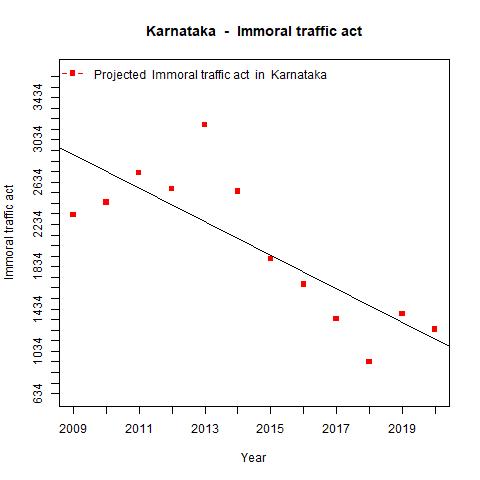 Karnataka - Immoral traffic act
Projected Immoral traffic act in Karnataka
3434
3034
2634
2234
1834
1434
1034
634
Immoral traffic act
2009 2011 2013 2015 2017 2019
Year